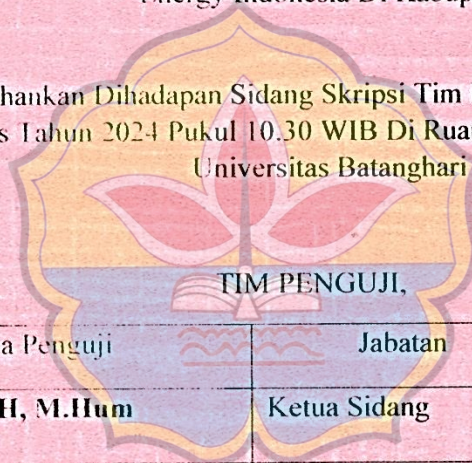 Energy Indonesia Di Kabup
hankan Dihadapan Sidang Skripsi Tim
s Tahun 2024 Pukul 10.30 WIB Di Rua
Universitas Batanghari
TIM PENGUJI,
a Penguji Jabatan
H, M.Hum Ketua Sidang